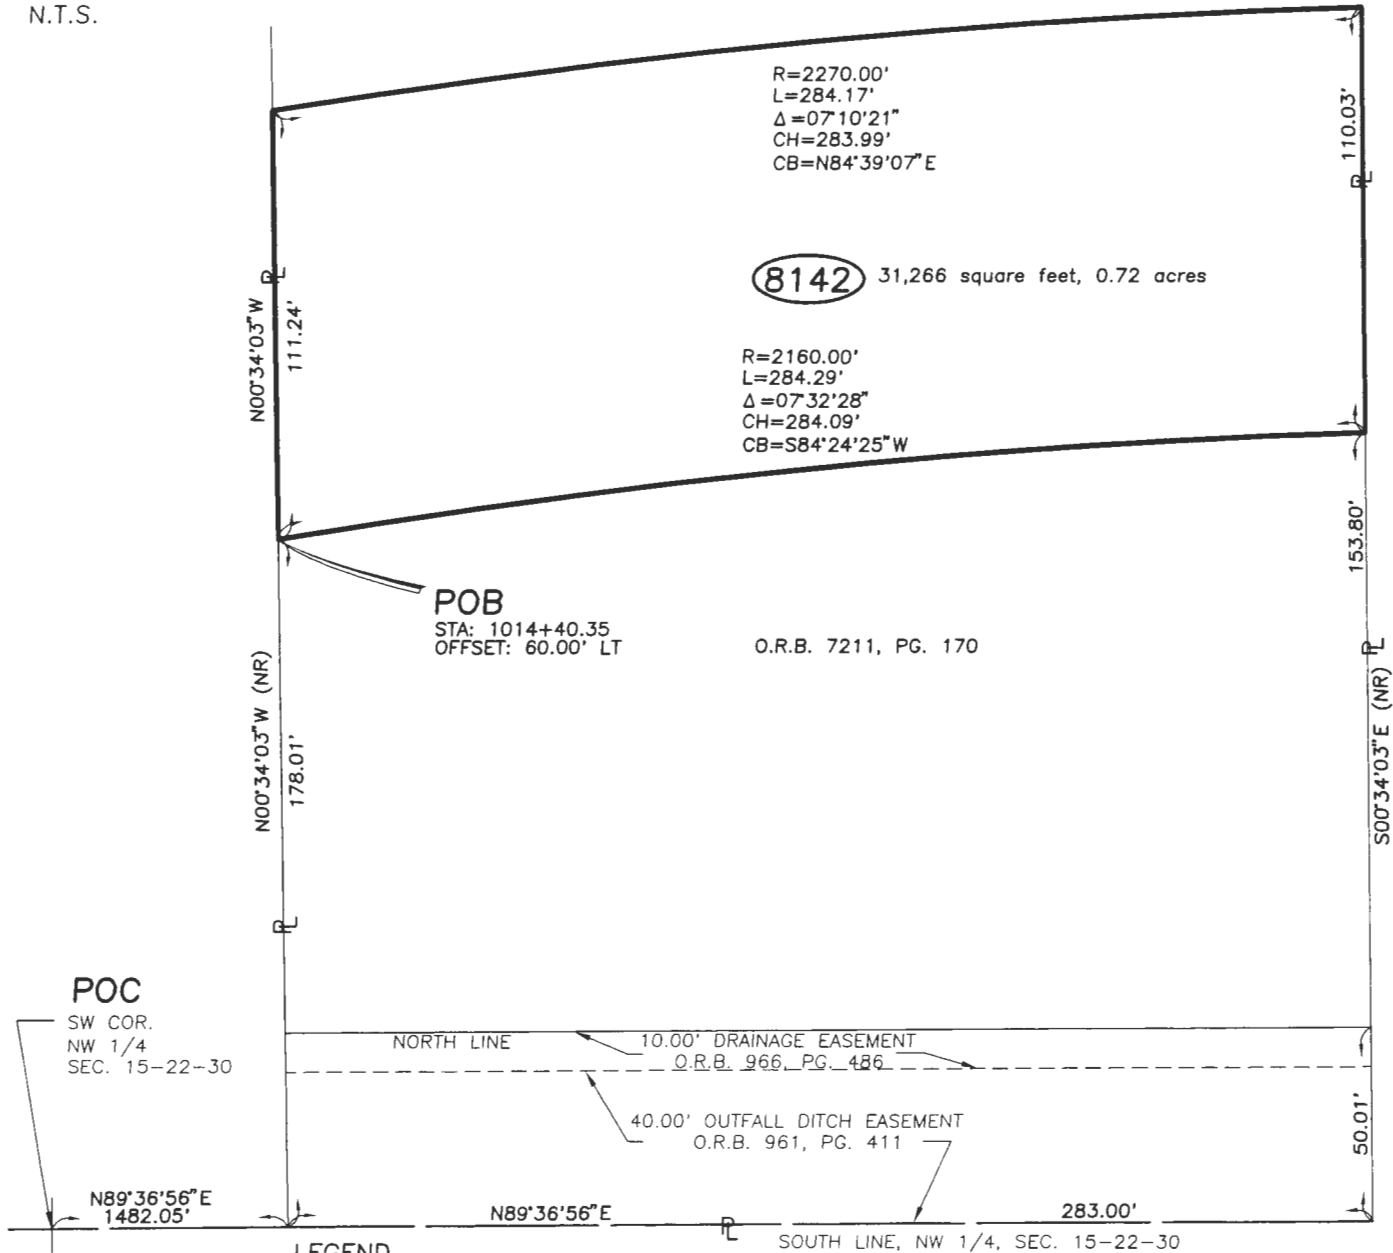 N.T.S.
R=2270.00'
L=284.17'
Δ=07°10'21"
CH=283.99'
CB=N84°39'07"E
110.03'
PL
8142
31,266 square feet, 0.72 acres
PL
N00°34'03"W
111.24'
R=2160.00'
L=284.29'
Δ=07°32'28"
CH=284.09'
CB=S84°24'25"W
153.80'
POB
STA: 1014+40.35
OFFSET: 60.00' LT
O.R.B. 7211, PG. 170
PL
N00°34'03"W (NR)
178.01'
S00°34'03"E (NR)
PL
POC
SW COR.
NW 1/4
SEC. 15-22-30
NORTH LINE
10.00' DRAINAGE EASEMENT
O.R.B. 966, PG. 486
40.00' OUTFALL DITCH EASEMENT
O.R.B. 961, PG. 411
50.01'
N89°36'56"E
1482.05'
N89°36'56"E
283.00'
PL
SOUTH LINE, NW 1/4, SEC. 15-22-30
LEGEND